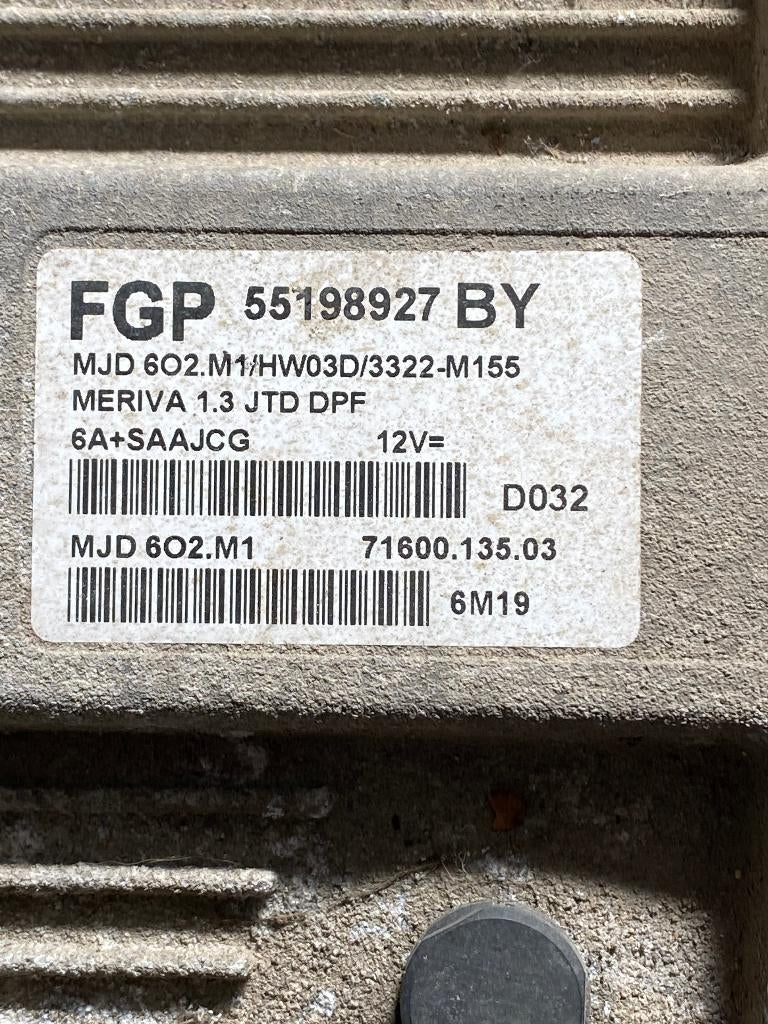 FGP 55198927 BY
MJD 6O2.M1/HW03D/3322-M155
MERIVA 1.3 JTD DPF
6A+SAAJCG 12V=
D032
MJD 6O2.M1 71600.135.03
6M19